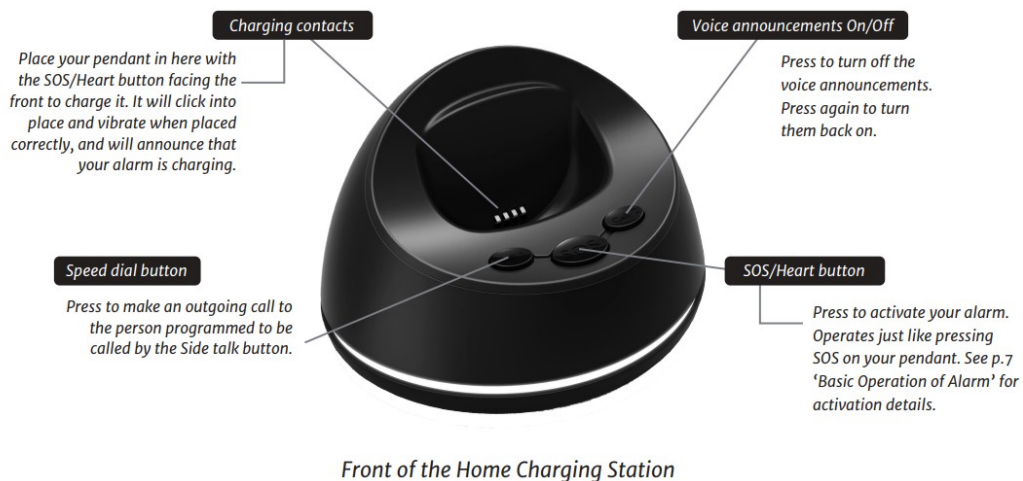 Charging contacts
Place your pendant in here with
the SOS/Heart button facing the
front to charge it. It will click into
place and vibrate when placed
correctly, and will announce that
your alarm is charging.
Voice announcements On/Off
Press to turn off the
voice announcements.
Press again to turn
them back on.
Speed dial button
Press to make an outgoing call to
the person programmed to be
called by the Side talk button.
SOS/Heart button
Press to activate your alarm.
Operates just like pressing
SOS on your pendant. See p.7
‘Basic Operation of Alarm’ for
activation details.
Front of the Home Charging Station